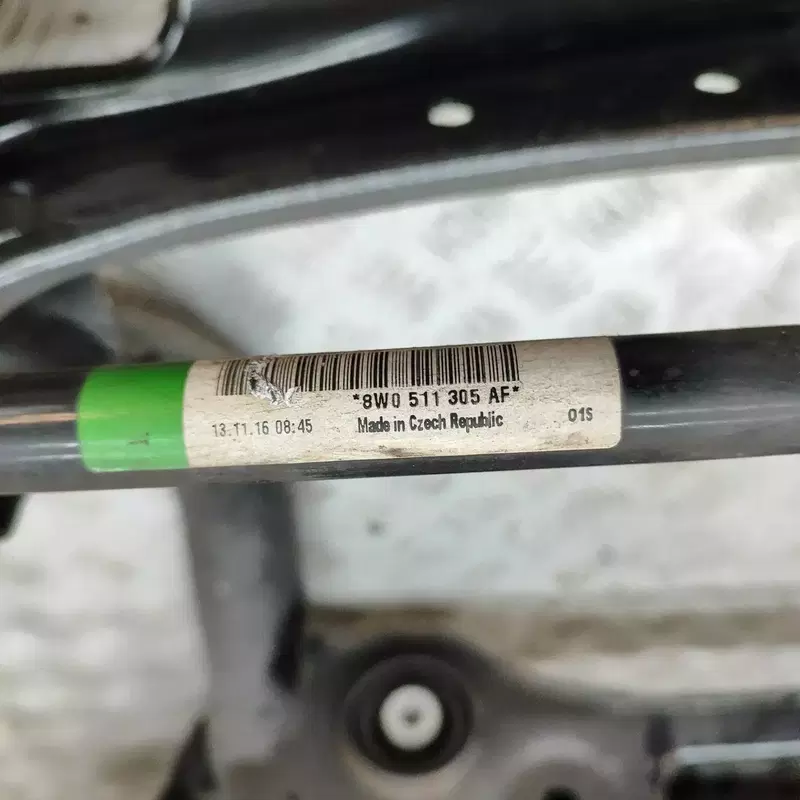 *8W0 511 305 AF*
13.11.16 08:45 Made in Czech Republic 01S